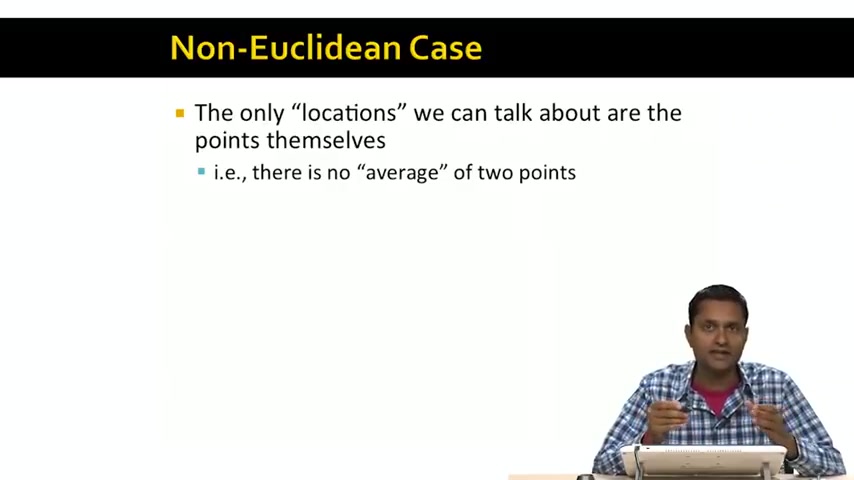 Non-Euclidean Case
The only “locations” we can talk about are the
points themselves
i.e., there is no “average” of two points